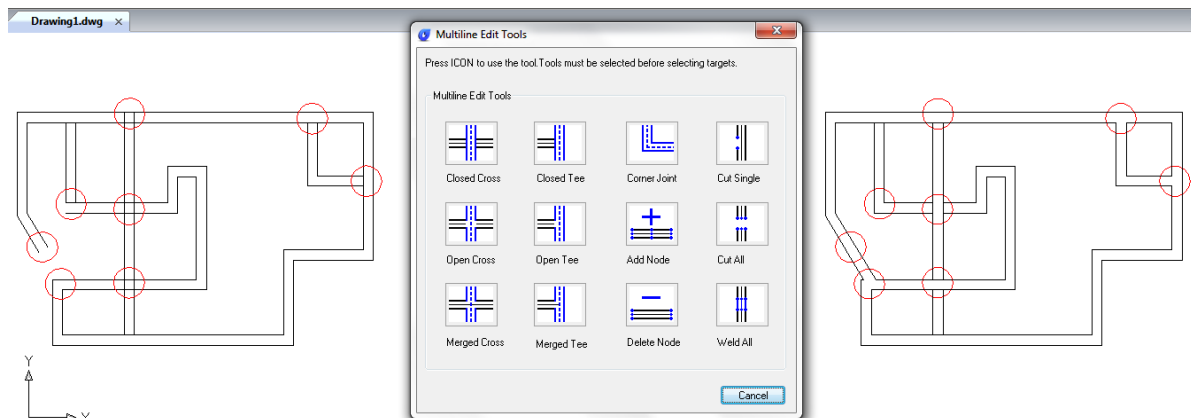 Drawing1.dwg
Multiline Edit Tools
Press ICON to use the tool.Tools must be selected before selecting targets.
Multiline Edit Tools
Closed Cross
Closed Tee
Corner Joint
Cut Single
Open Cross
Open Tee
Add Node
Cut All
Merged Cross
Merged Tee
Delete Node
Weld All
Cancel
Y
X